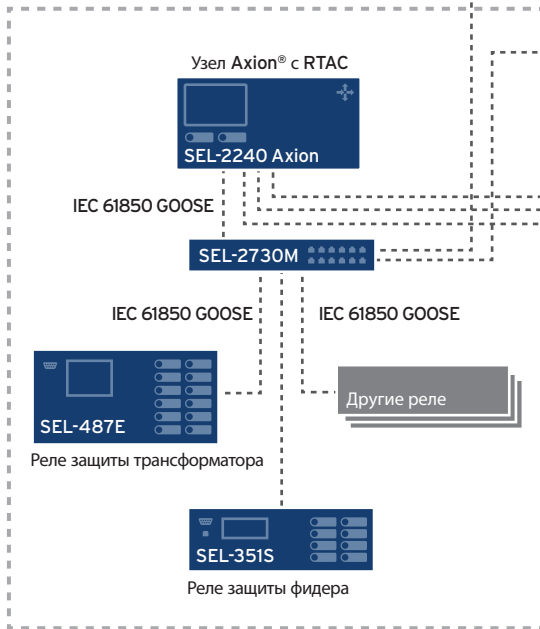 Узел Axion® с RTAC
SEL-2240 Axion
IEC 61850 GOOSE
SEL-2730M
IEC 61850 GOOSE
IEC 61850 GOOSE
SEL-487E
Другие реле
Реле защиты трансформатора
SEL-351S
Реле защиты фидера